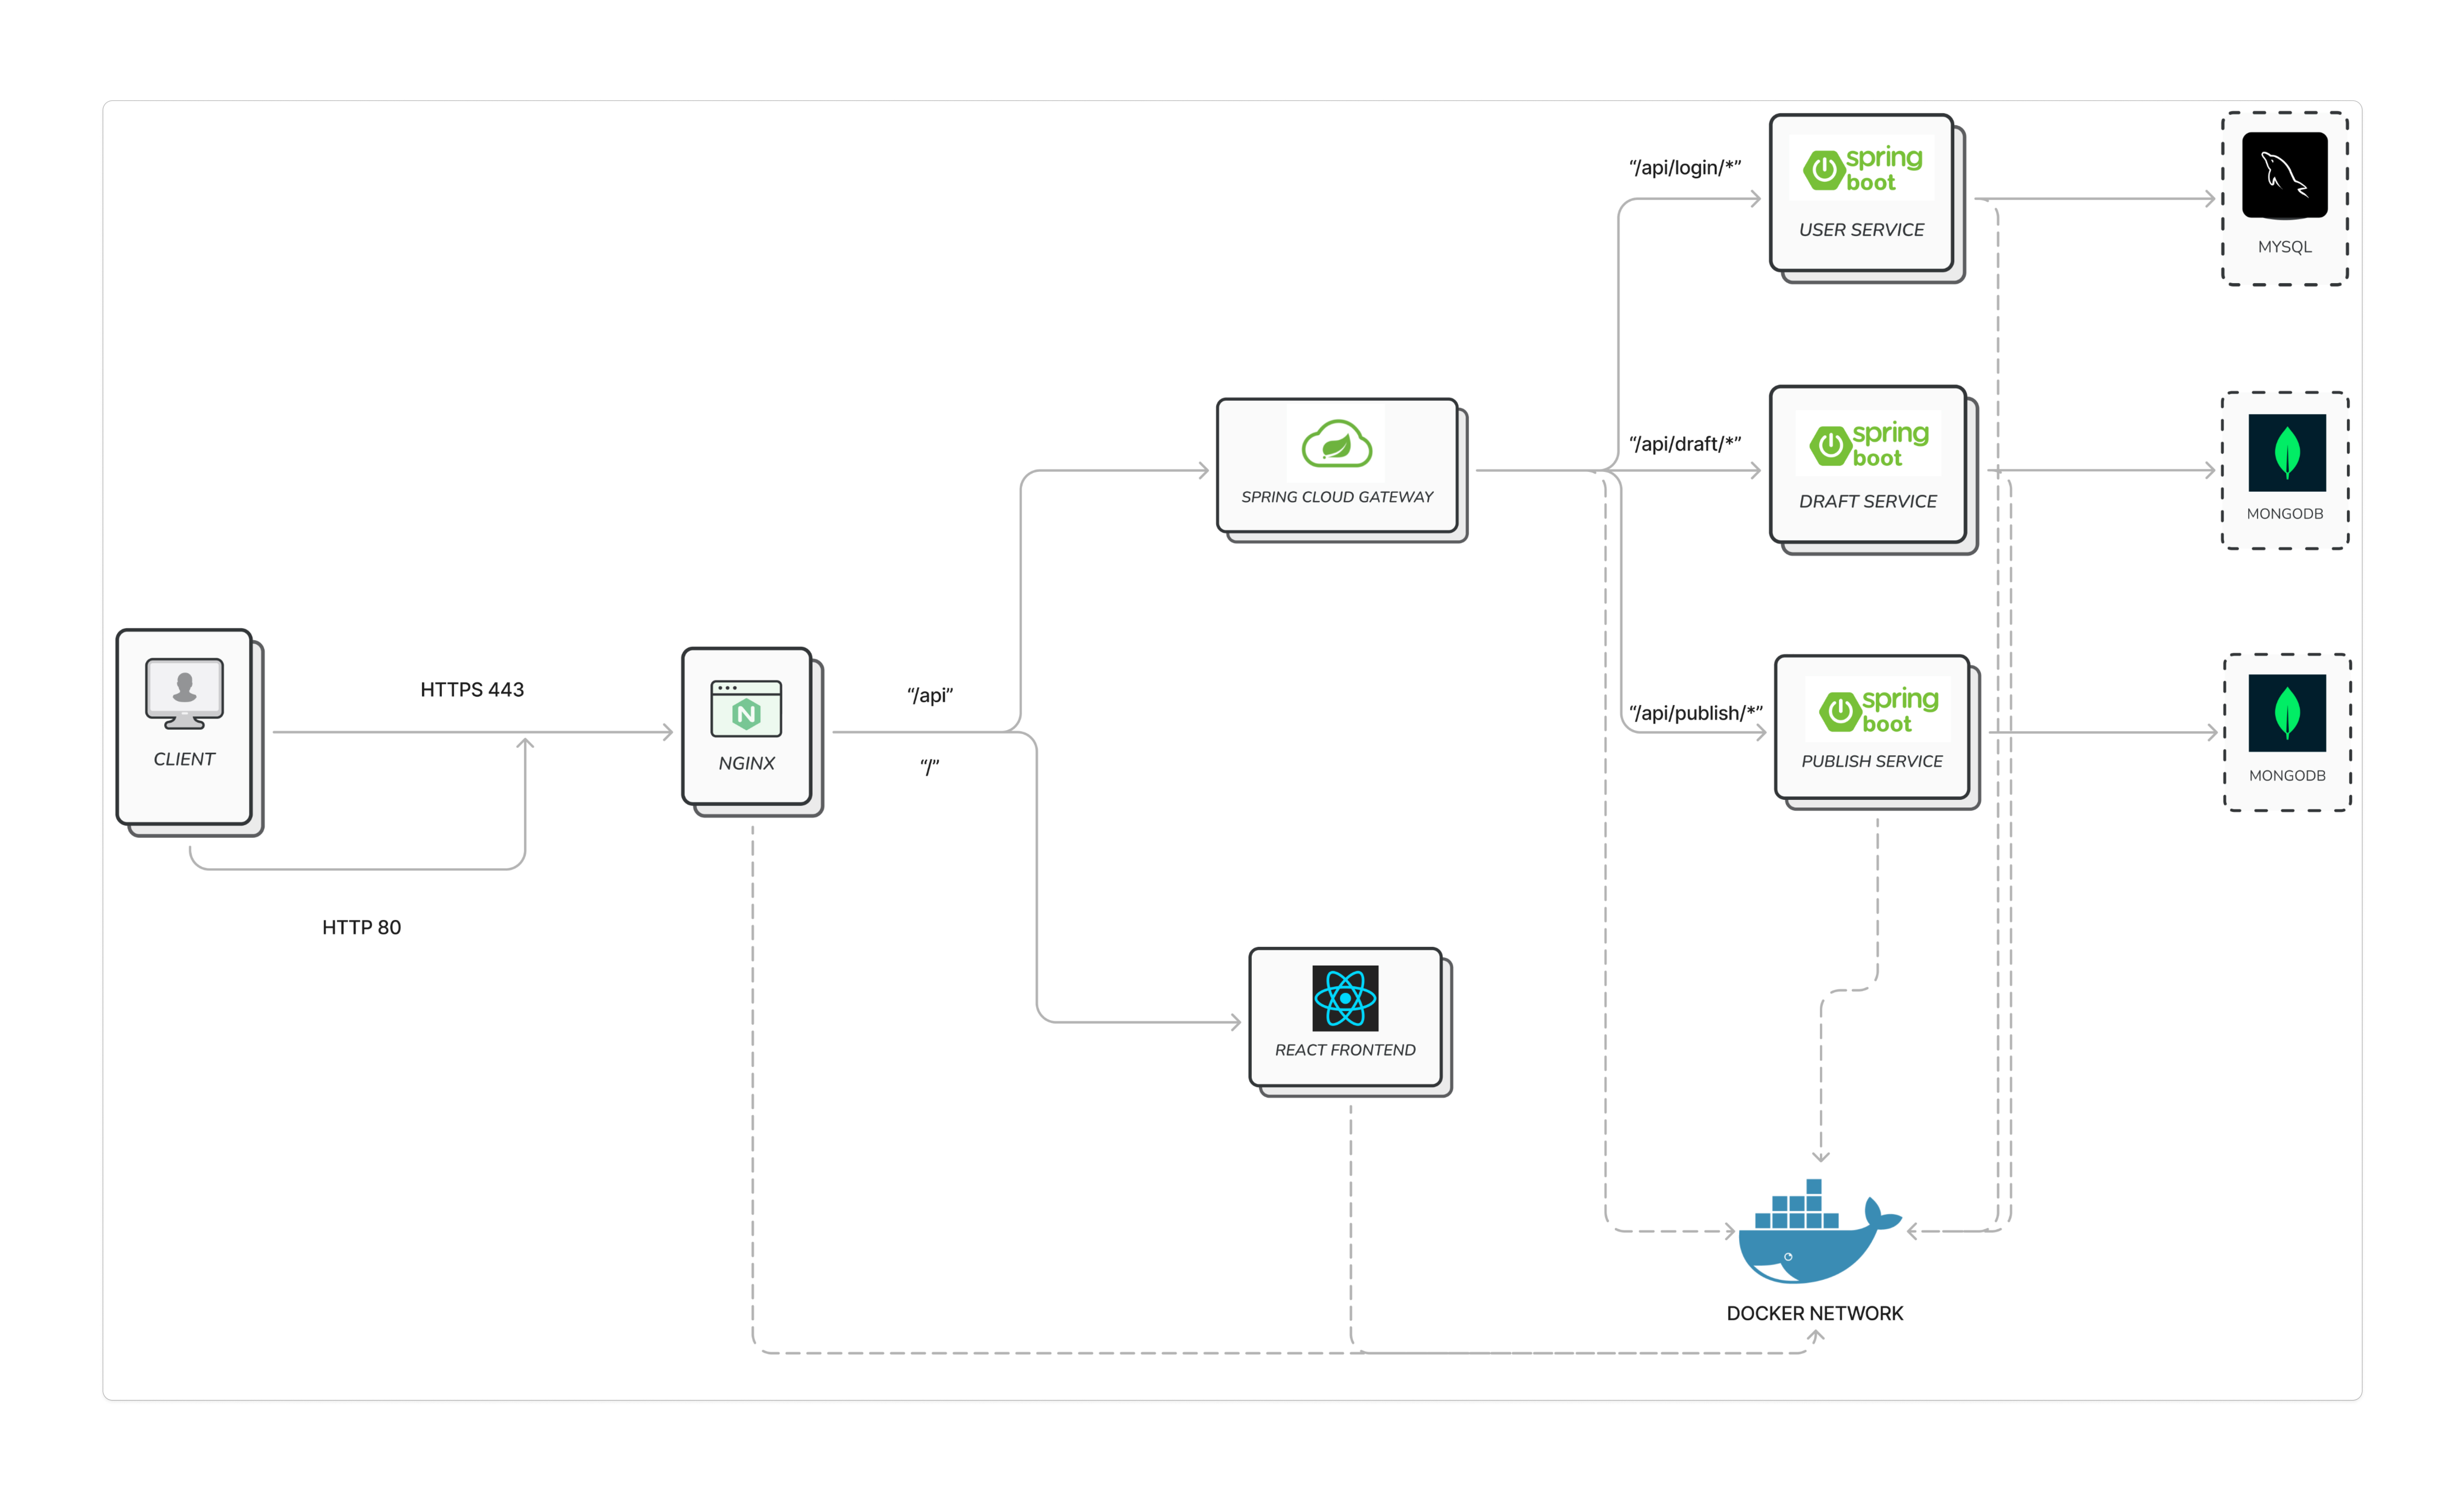 “/api/login/*”
spring
boot
USER SERVICE
MYSQL
“/api/draft/*”
spring
boot
DRAFT SERVICE
MONGODB
SPRING CLOUD GATEWAY
HTTPS 443
“/api”
“/api/publish/*”
spring
boot
PUBLISH SERVICE
MONGODB
CLIENT
N
NGINX
“/”
HTTP 80
REACT FRONTEND
DOCKER NETWORK